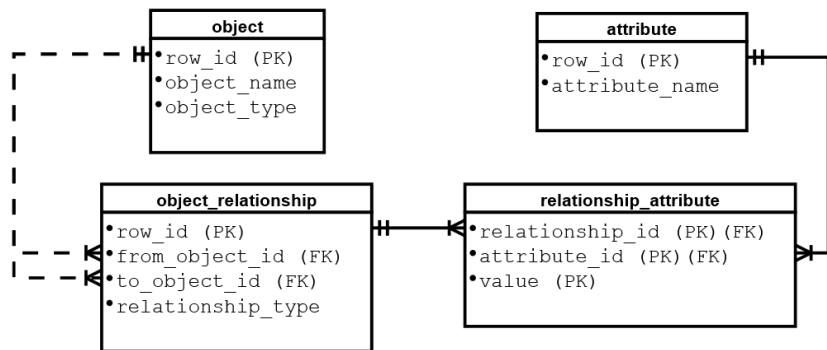 object
• row_id (PK)
• object_name
• object_type
attribute
• row_id (PK)
• attribute_name
object_relationship
• row_id (PK)
• from_object_id (FK)
• to_object_id (FK)
• relationship_type
relationship_attribute
• relationship_id (PK)(FK)
• attribute_id (PK)(FK)
• value (PK)